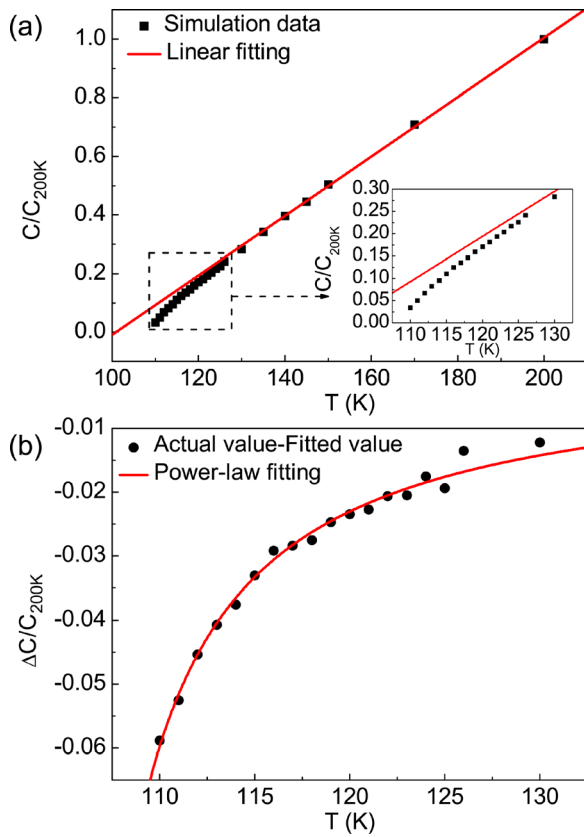 (a)
Simulation data
Linear fitting
C/C200K
1.0
0.8
0.6
0.4
0.2
0.0
100 120 140 160 180 200
T (K)
C/C200K
0.30
0.25
0.20
0.15
0.10
0.05
0.00
110 115 120 125 130
T (K)
(b)
Actual value-Fitted value
Power-law fitting
ΔC/C200K
-0.01
-0.02
-0.03
-0.04
-0.05
-0.06
110 115 120 125 130
T (K)